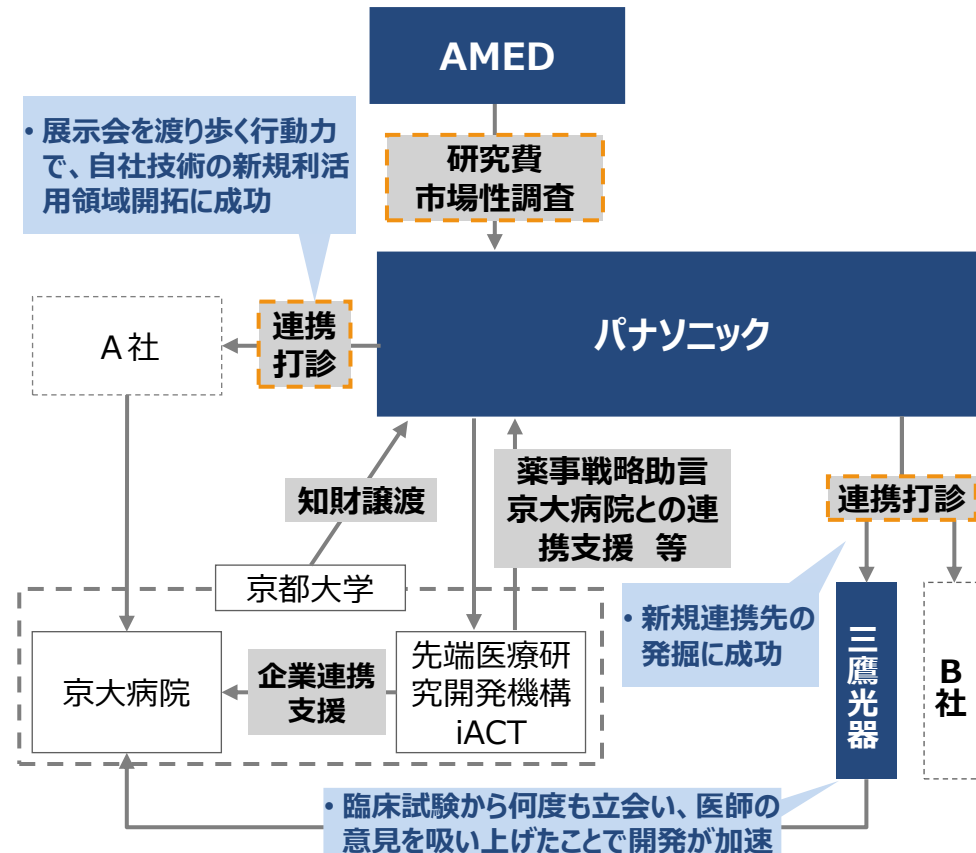 AMED
・展示会を渡り歩く行動力
で、自社技術の新規利活
用領域開拓に成功
研究費
市場性調査
パナソニック
A社
連携
打診
知財譲渡
薬事戦略助言
京大病院との連
携支援 等
連携打診
京都大学
・新規連携先の
発掘に成功
京大病院
企業連携
支援
先端医療研
究開発機構
iACT
三鷹光器
B
社
・臨床試験から何度も立会い、医師の
意見を吸い上げたことで開発が加速